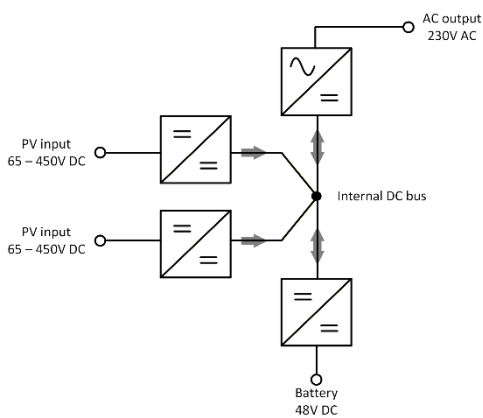 AC output
230V AC
PV input
65 – 450V DC
Internal DC bus
PV input
65 – 450V DC
Battery
48V DC